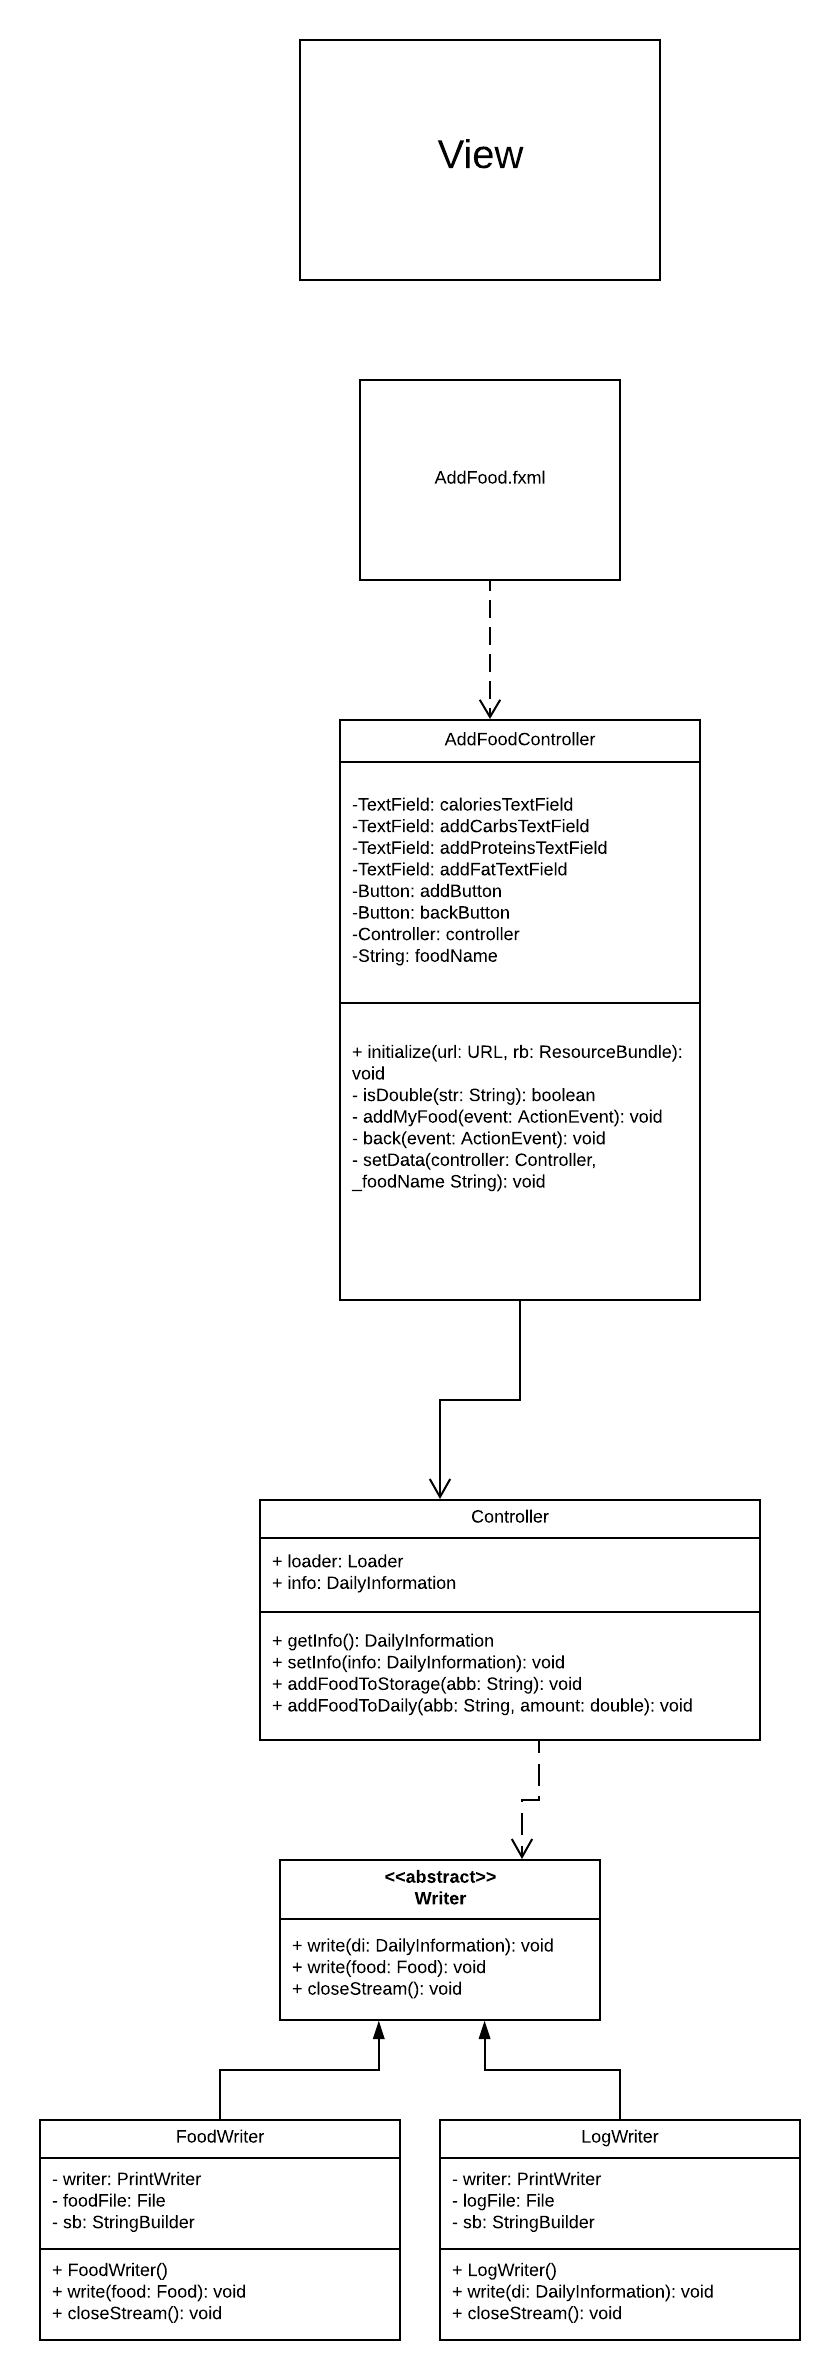 View
AddFood.fxml
AddFoodController
-TextField: caloriesTextField
-TextField: addCarbsTextField
-TextField: addProteinsTextField
-TextField: addFatTextField
-Button: addButton
-Button: backButton
-Controller: controller
-String: foodName
+ initialize(url: URL, rb: ResourceBundle):
void
- isDouble(str: String): boolean
- addMyFood(event: ActionEvent): void
- back(event: ActionEvent): void
- setData(controller: Controller,
_foodName String): void
Controller
+ loader: Loader
+ info: DailyInformation
+ getInfo(): DailyInformation
+ setInfo(info: DailyInformation): void
+ addFoodToStorage(abb: String): void
+ addFoodToDaily(abb: String, amount: double): void
<<abstract>>
Writer
+ write(di: DailyInformation): void
+ write(food: Food): void
+ closeStream(): void
FoodWriter
- writer: PrintWriter
- foodFile: File
- sb: StringBuilder
+ FoodWriter()
+ write(food: Food): void
+ closeStream(): void
LogWriter
- writer: PrintWriter
- logFile: File
- sb: StringBuilder
+ LogWriter()
+ write(di: DailyInformation): void
+ closeStream(): void